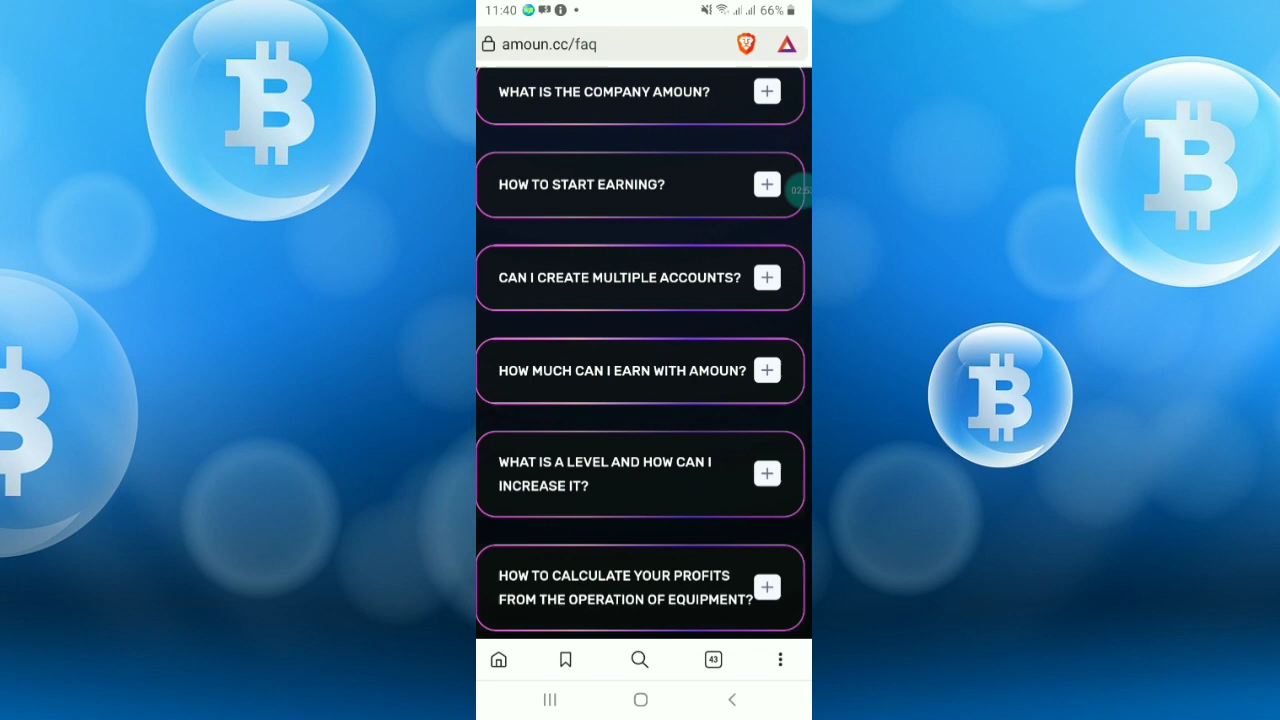 11:40
66%
amoun.cc/faq
WHAT IS THE COMPANY AMOUN?
HOW TO START EARNING?
02:5
CAN I CREATE MULTIPLE ACCOUNTS?
HOW MUCH CAN I EARN WITH AMOUN?
WHAT IS A LEVEL AND HOW CAN I
INCREASE IT?
HOW TO CALCULATE YOUR PROFITS
FROM THE OPERATION OF EQUIPMENT?
43